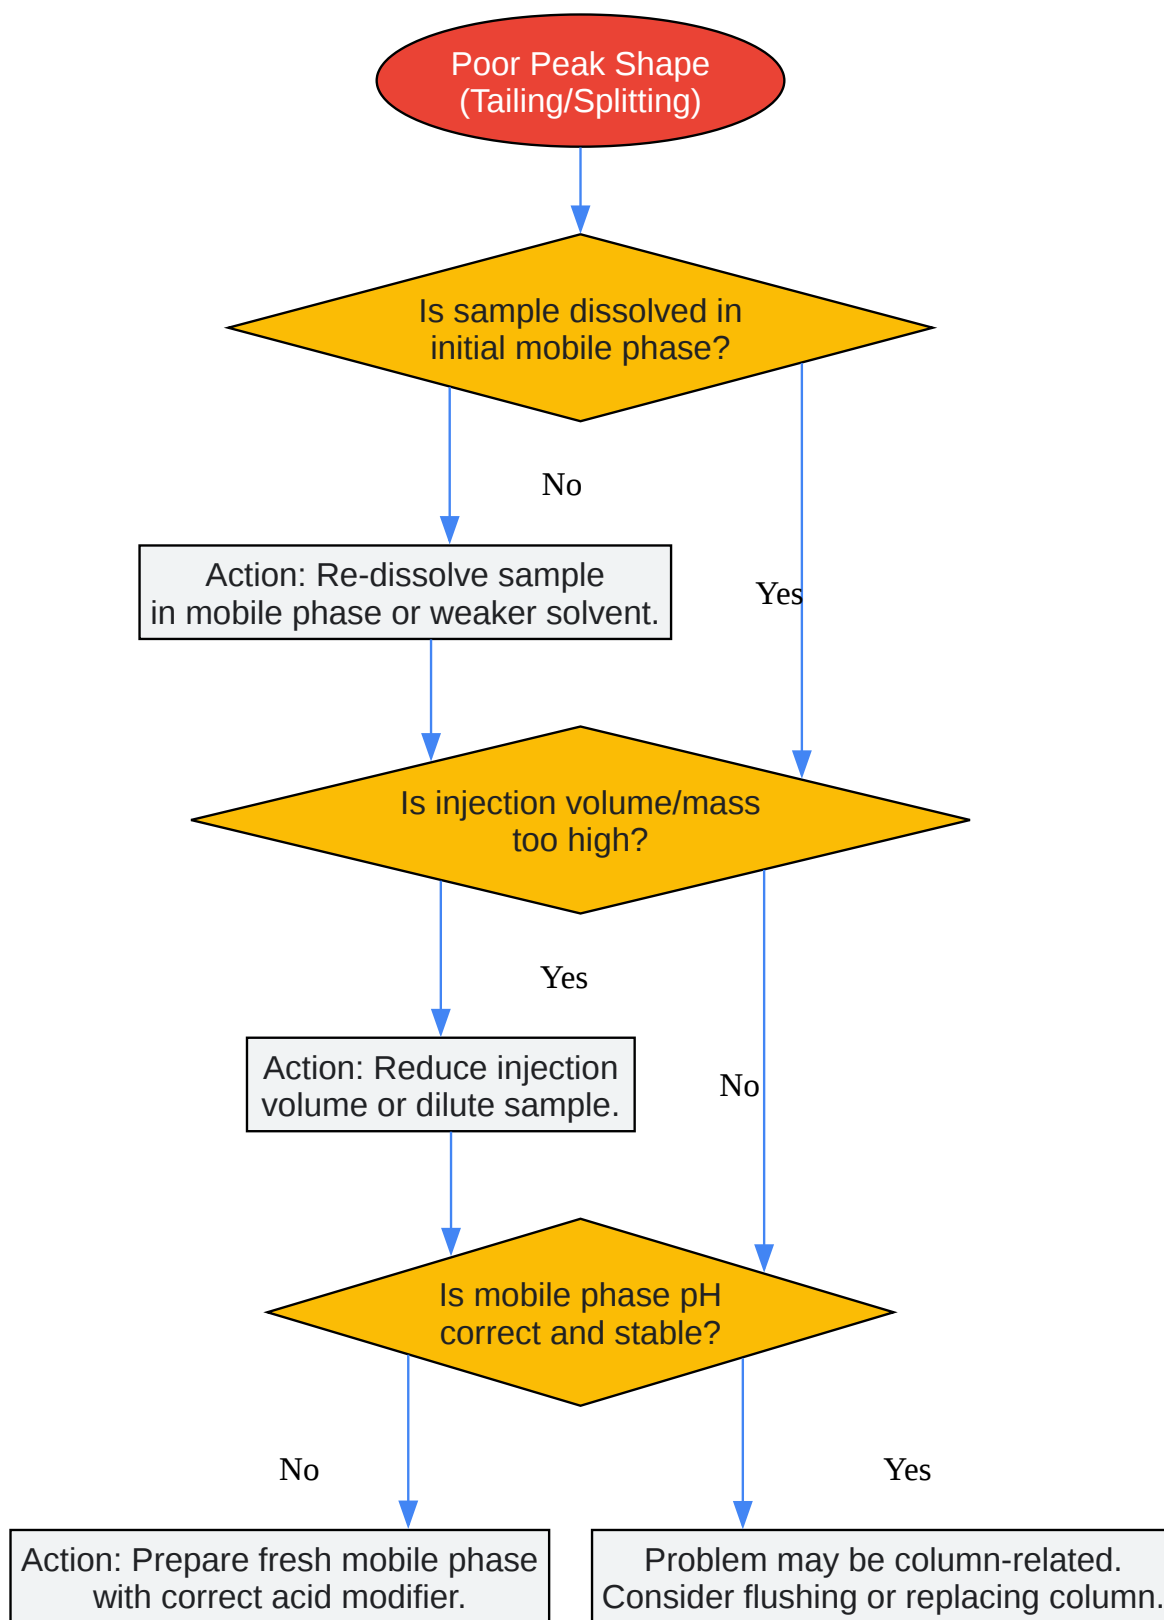 Poor Peak Shape
(Tailing/Splitting)
Is sample dissolved in
initial mobile phase?
No
Action: Re-dissolve sample
in mobile phase or weaker solvent.
Yes
Is injection volume/mass
too high?
Yes
Action: Reduce injection
volume or dilute sample.
No
Is mobile phase pH
correct and stable?
No
Yes
Action: Prepare fresh mobile phase
with correct acid modifier.
Problem may be column-related.
Consider flushing or replacing column.